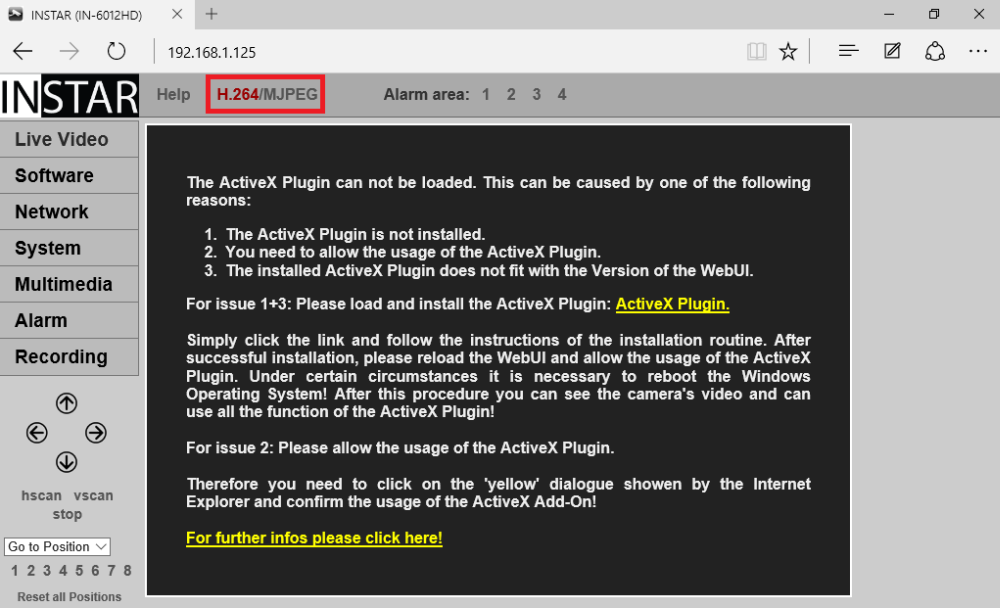 INSTAR (IN-6012HD)
192.168.1.125
INSTAR
Help H.264/MJPEG Alarm area: 1 2 3 4
Live Video
Software
Network
System
Multimedia
Alarm
Recording
hscan vscan
stop
Go to Position
1 2 3 4 5 6 7 8
Reset all Positions
The ActiveX Plugin can not be loaded. This can be caused by one of the following
reasons:
1. The ActiveX Plugin is not installed.
2. You need to allow the usage of the ActiveX Plugin.
3. The installed ActiveX Plugin does not fit with the Version of the WebUI.
For issue 1+3: Please load and install the ActiveX Plugin: ActiveX Plugin.
Simply click the link and follow the instructions of the installation routine. After
successful installation, please reload the WebUI and allow the usage of the ActiveX
Plugin. Under certain circumstances it is necessary to reboot the Windows
Operating System! After this procedure you can see the camera's video and can
use all the function of the ActiveX Plugin!
For issue 2: Please allow the usage of the ActiveX Plugin.
Therefore you need to click on the 'yellow' dialogue showen by the Internet
Explorer and confirm the usage of the ActiveX Add-On!
For further infos please click here!